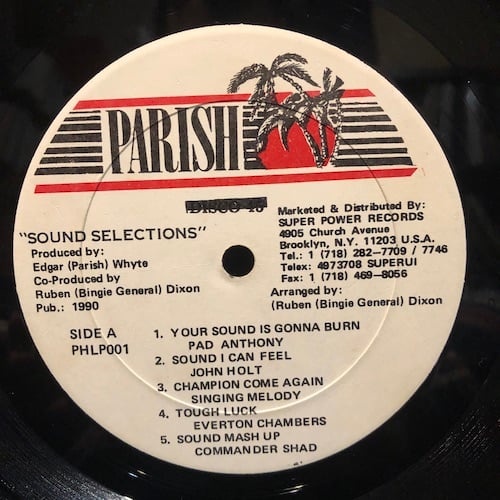 PARISH
DISCO 45
"SOUND SELECTIONS"
Produced by:
Edgar (Parish) Whyte
Co-Produced by
Ruben (Bingie General) Dixon
Pub.: 1990
Marketed & Distributed By:
SUPER POWER RECORDS
4905 Church Avenue
Brooklyn, N.Y. 11203 U.S.A.
Tel.: 1 (718) 282-7709 / 7746
Telex: 4973708 SUPERUI
Fax: 1 (718) 469-8056
Arranged by:
(Ruben (Bingie General) Dixon
SIDE A
PHLP001
1. YOUR SOUND IS GONNA BURN
PAD ANTHONY
2. SOUND I CAN FEEL
JOHN HOLT
3. CHAMPION COME AGAIN
SINGING MELODY
4. TOUGH LUCK
EVERTON CHAMBERS
5. SOUND MASH UP
COMMANDER SHAD